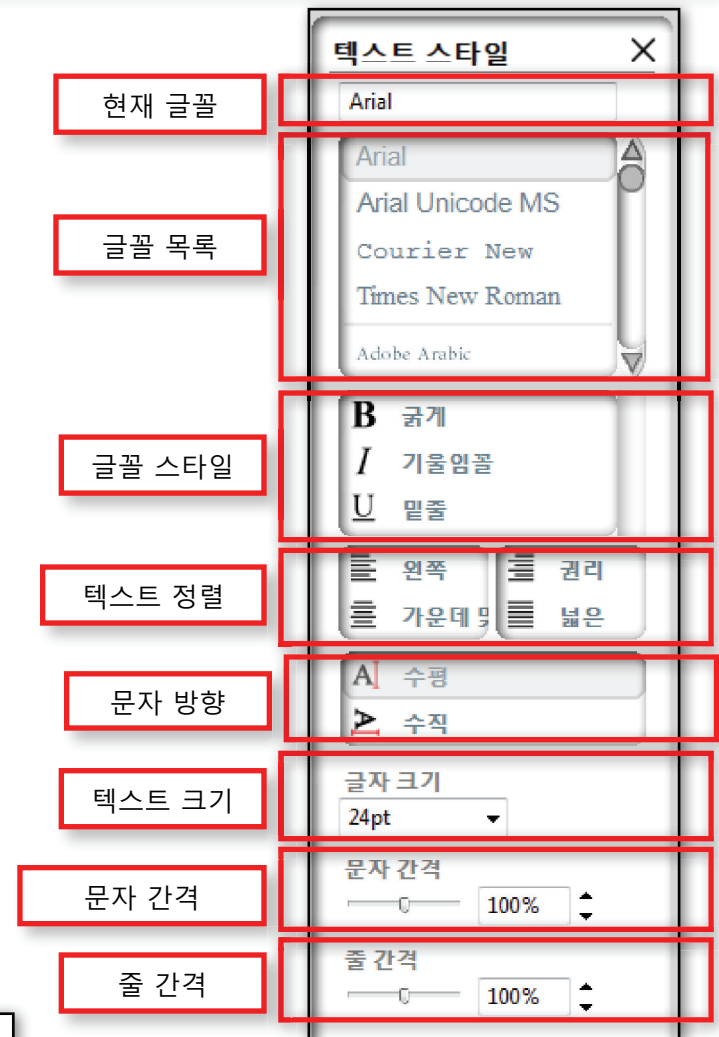 텍스트 스타일
현재 글꼴
Arial
글꼴 목록
Arial
Arial Unicode MS
Courier New
Times New Roman
Adobe Arabic
글꼴 스타일
B 굵게
I 기울임꼴
U 밑줄
텍스트 정렬
왼쪽 권리
가운데 넓은
문자 방향
A 수평
A 수직
텍스트 크기
글자 크기
24pt
문자 간격
문자 간격
100%
줄 간격
줄 간격
100%